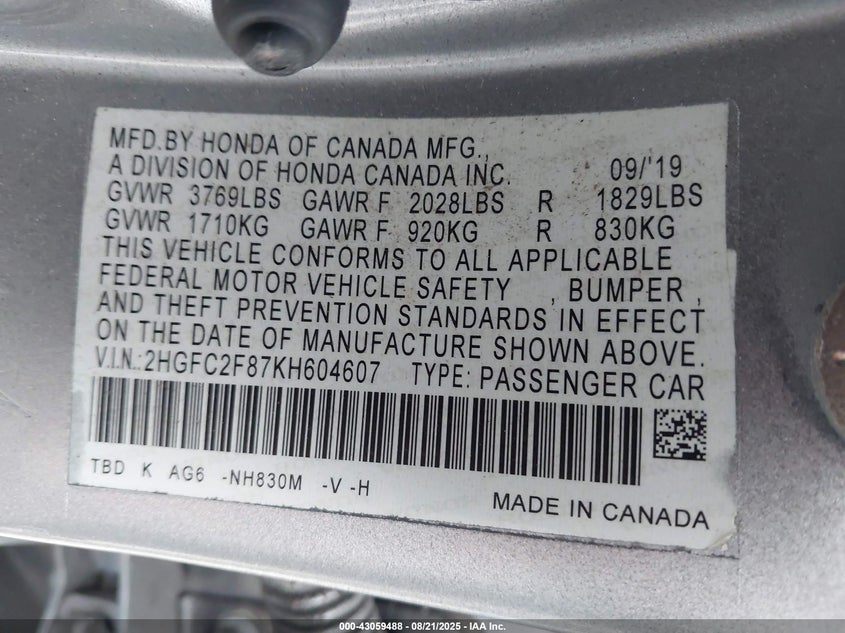 MFD.BY HONDA OF CANADA MFG.,
A DIVISION OF HONDA CANADA INC. 09/'19
GVWR 3769LBS GAWR F 2028LBS R 1829LBS
GVWR 1710KG GAWR F 920KG R 830KG
THIS VEHICLE CONFORMS TO ALL APPLICABLE
FEDERAL MOTOR VEHICLE SAFETY , BUMPER ,
AND THEFT PREVENTION STANDARDS IN EFFECT
ON THE DATE OF MANUFACTURE SHOWN ABOVE.
V.I.N.:2HGFC2F87KH604607 TYPE: PASSENGER CAR
TBD K AG6 -NH830M -V -H
MADE IN CANADA
000-43059488 - 08/21/2025 - IAA Inc.